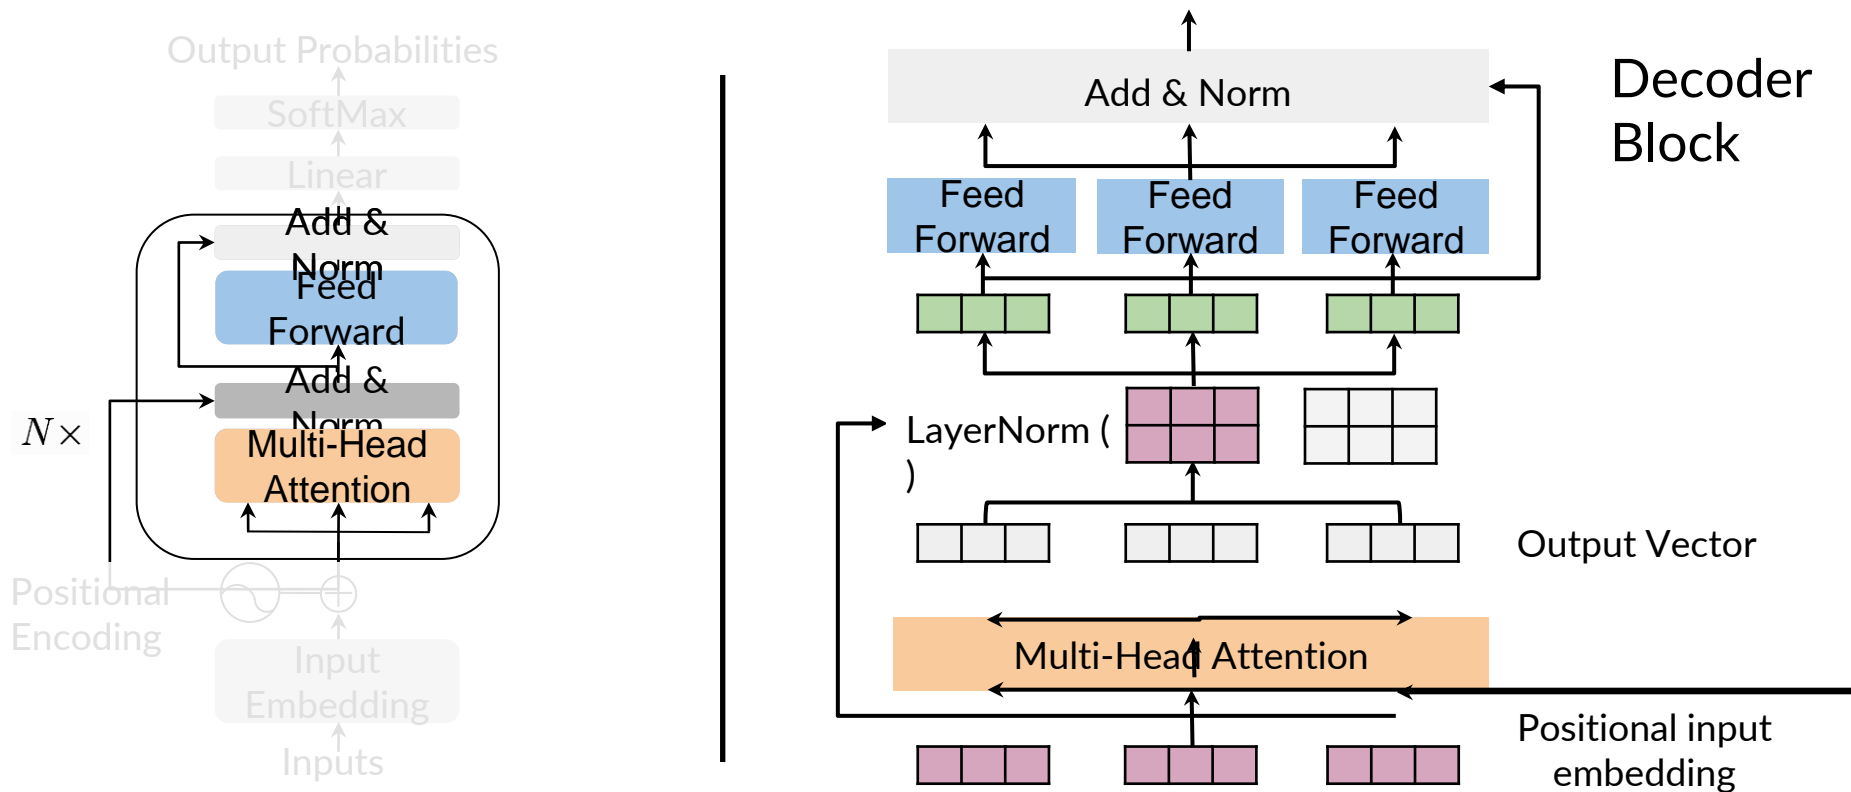 Output Probabilities
SoftMax
Linear
Add &
Norm
Feed
Forward
Add &
Norm
Multi-Head
Attention
N×
Positional
Encoding
Input
Embedding
Inputs
Decoder
Block
Add & Norm
Feed
Forward
Feed
Forward
Feed
Forward
LayerNorm (
)
Output Vector
Multi-Head Attention
Positional input
embedding